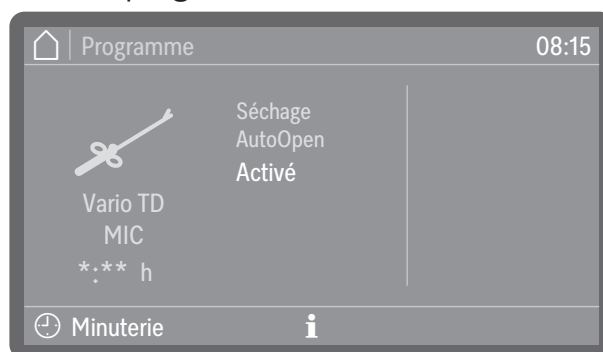 Programme
08:15
Séchage
AutoOpen
Activé
Vario TD
MIC
*:** h
Minuterie
i